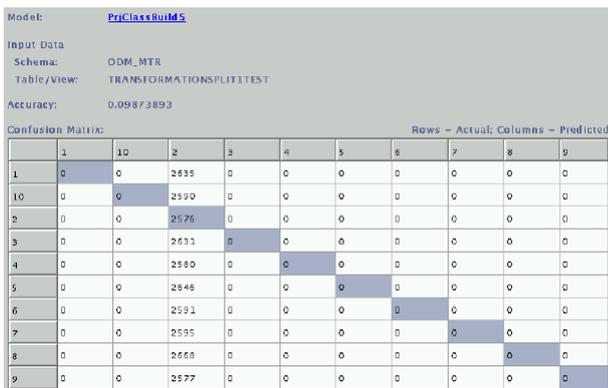 Model: PrjClassBuild5
Input Data
Schema: ODM_MTR
Table/View: TRANSFORMATIONSPLIT1TEST
Accuracy: 0.09873893
Confusion Matrix: Rows - Actual; Columns - Predicted
1 10 2 3 4 5 6 7 8 9
1 0 0 2635 0 0 0 0 0 0 0
10 0 0 2590 0 0 0 0 0 0 0
2 0 0 2576 0 0 0 0 0 0 0
3 0 0 2631 0 0 0 0 0 0 0
4 0 0 2580 0 0 0 0 0 0 0
5 0 0 2646 0 0 0 0 0 0 0
6 0 0 2591 0 0 0 0 0 0 0
7 0 0 2595 0 0 0 0 0 0 0
8 0 0 2668 0 0 0 0 0 0 0
9 0 0 2577 0 0 0 0 0 0 0